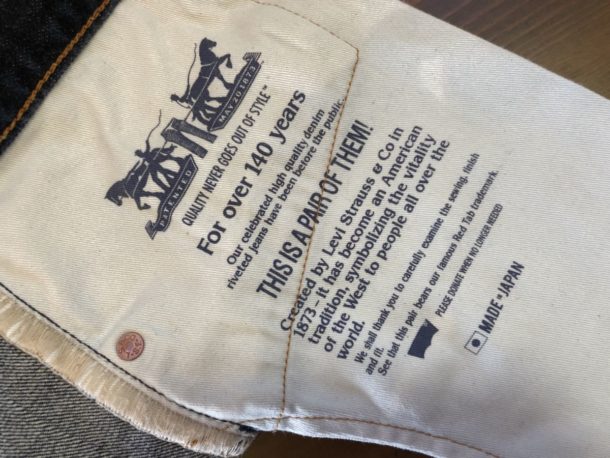 PATENTED
MAY 20 1873
QUALITY NEVER GOES OUT OF STYLE™
For over 140 years
Our celebrated high quality denim
riveted jeans have been before the public.
THIS IS A PAIR OF THEM!
Created by Levi Strauss & Co in
1873 – it has become an American
tradition, symbolizing the vitality
of the West to people all over the
world.
We shall thank you to carefully examine the sewing, finish
and fit.
See that this pair bears our famous Red Tab trademark.
PLEASE DONATE WHEN NO LONGER NEEDED
MADE IN JAPAN